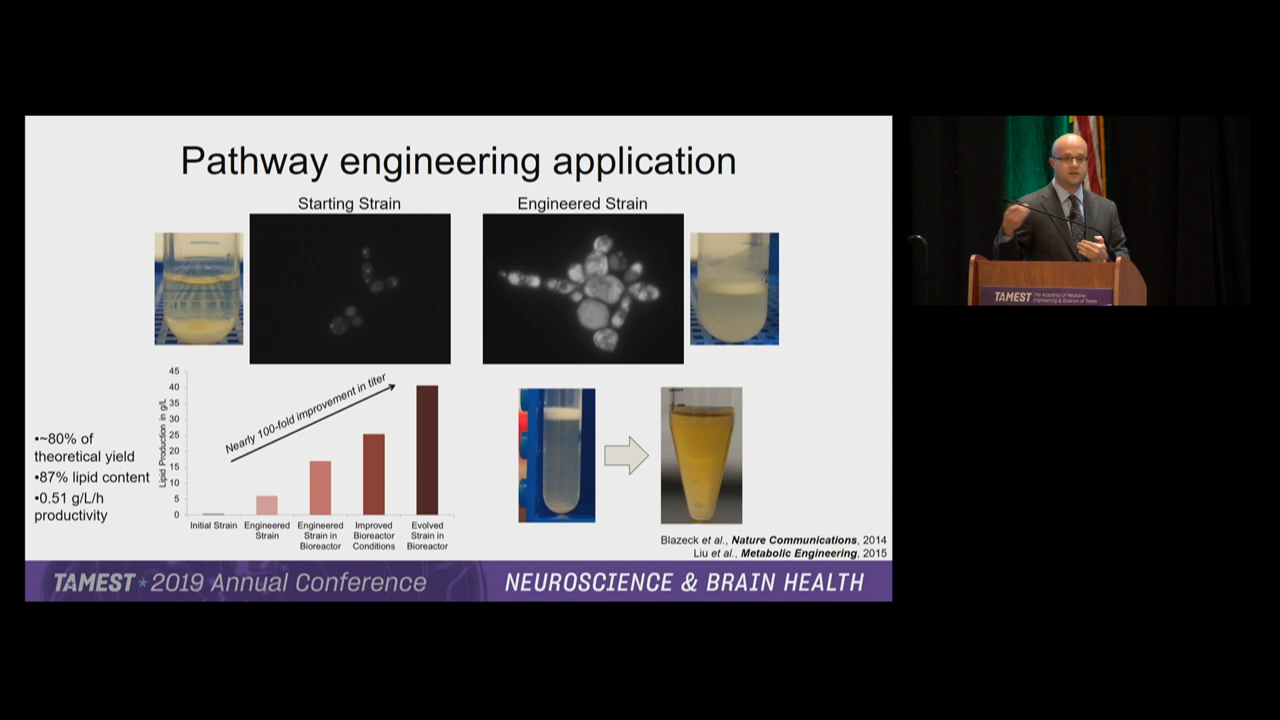 Pathway engineering application
Starting Strain
Engineered Strain
45
40
35
30
25
20
15
10
5
0
Lipid Production in g/L
Nearly 100-fold improvement in titer
Initial Strain
Engineered
Strain
Engineered
Strain in
Bioreactor
Improved
Bioreactor
Conditions
Evolved
Strain in
Bioreactor
•~80% of
theoretical yield
•87% lipid content
•0.51 g/L/h
productivity
Blazeck et al., Nature Communications, 2014
Liu et al., Metabolic Engineering, 2015
TAMEST★2019 Annual Conference
NEUROSCIENCE & BRAIN HEALTH
TAMEST
The Academy of Medicine,
Engineering & Science of Texas